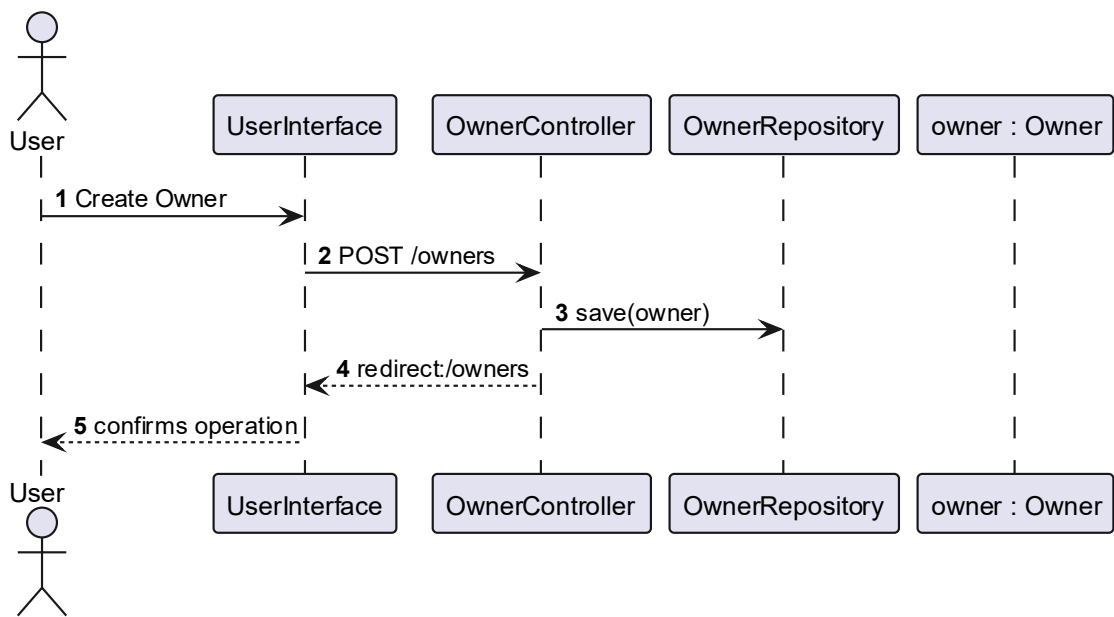 User
UserInterface
OwnerController
OwnerRepository
owner : Owner
1 Create Owner
2 POST /owners
3 save(owner)
4 redirect:/owners
5 confirms operation
User
UserInterface
OwnerController
OwnerRepository
owner : Owner